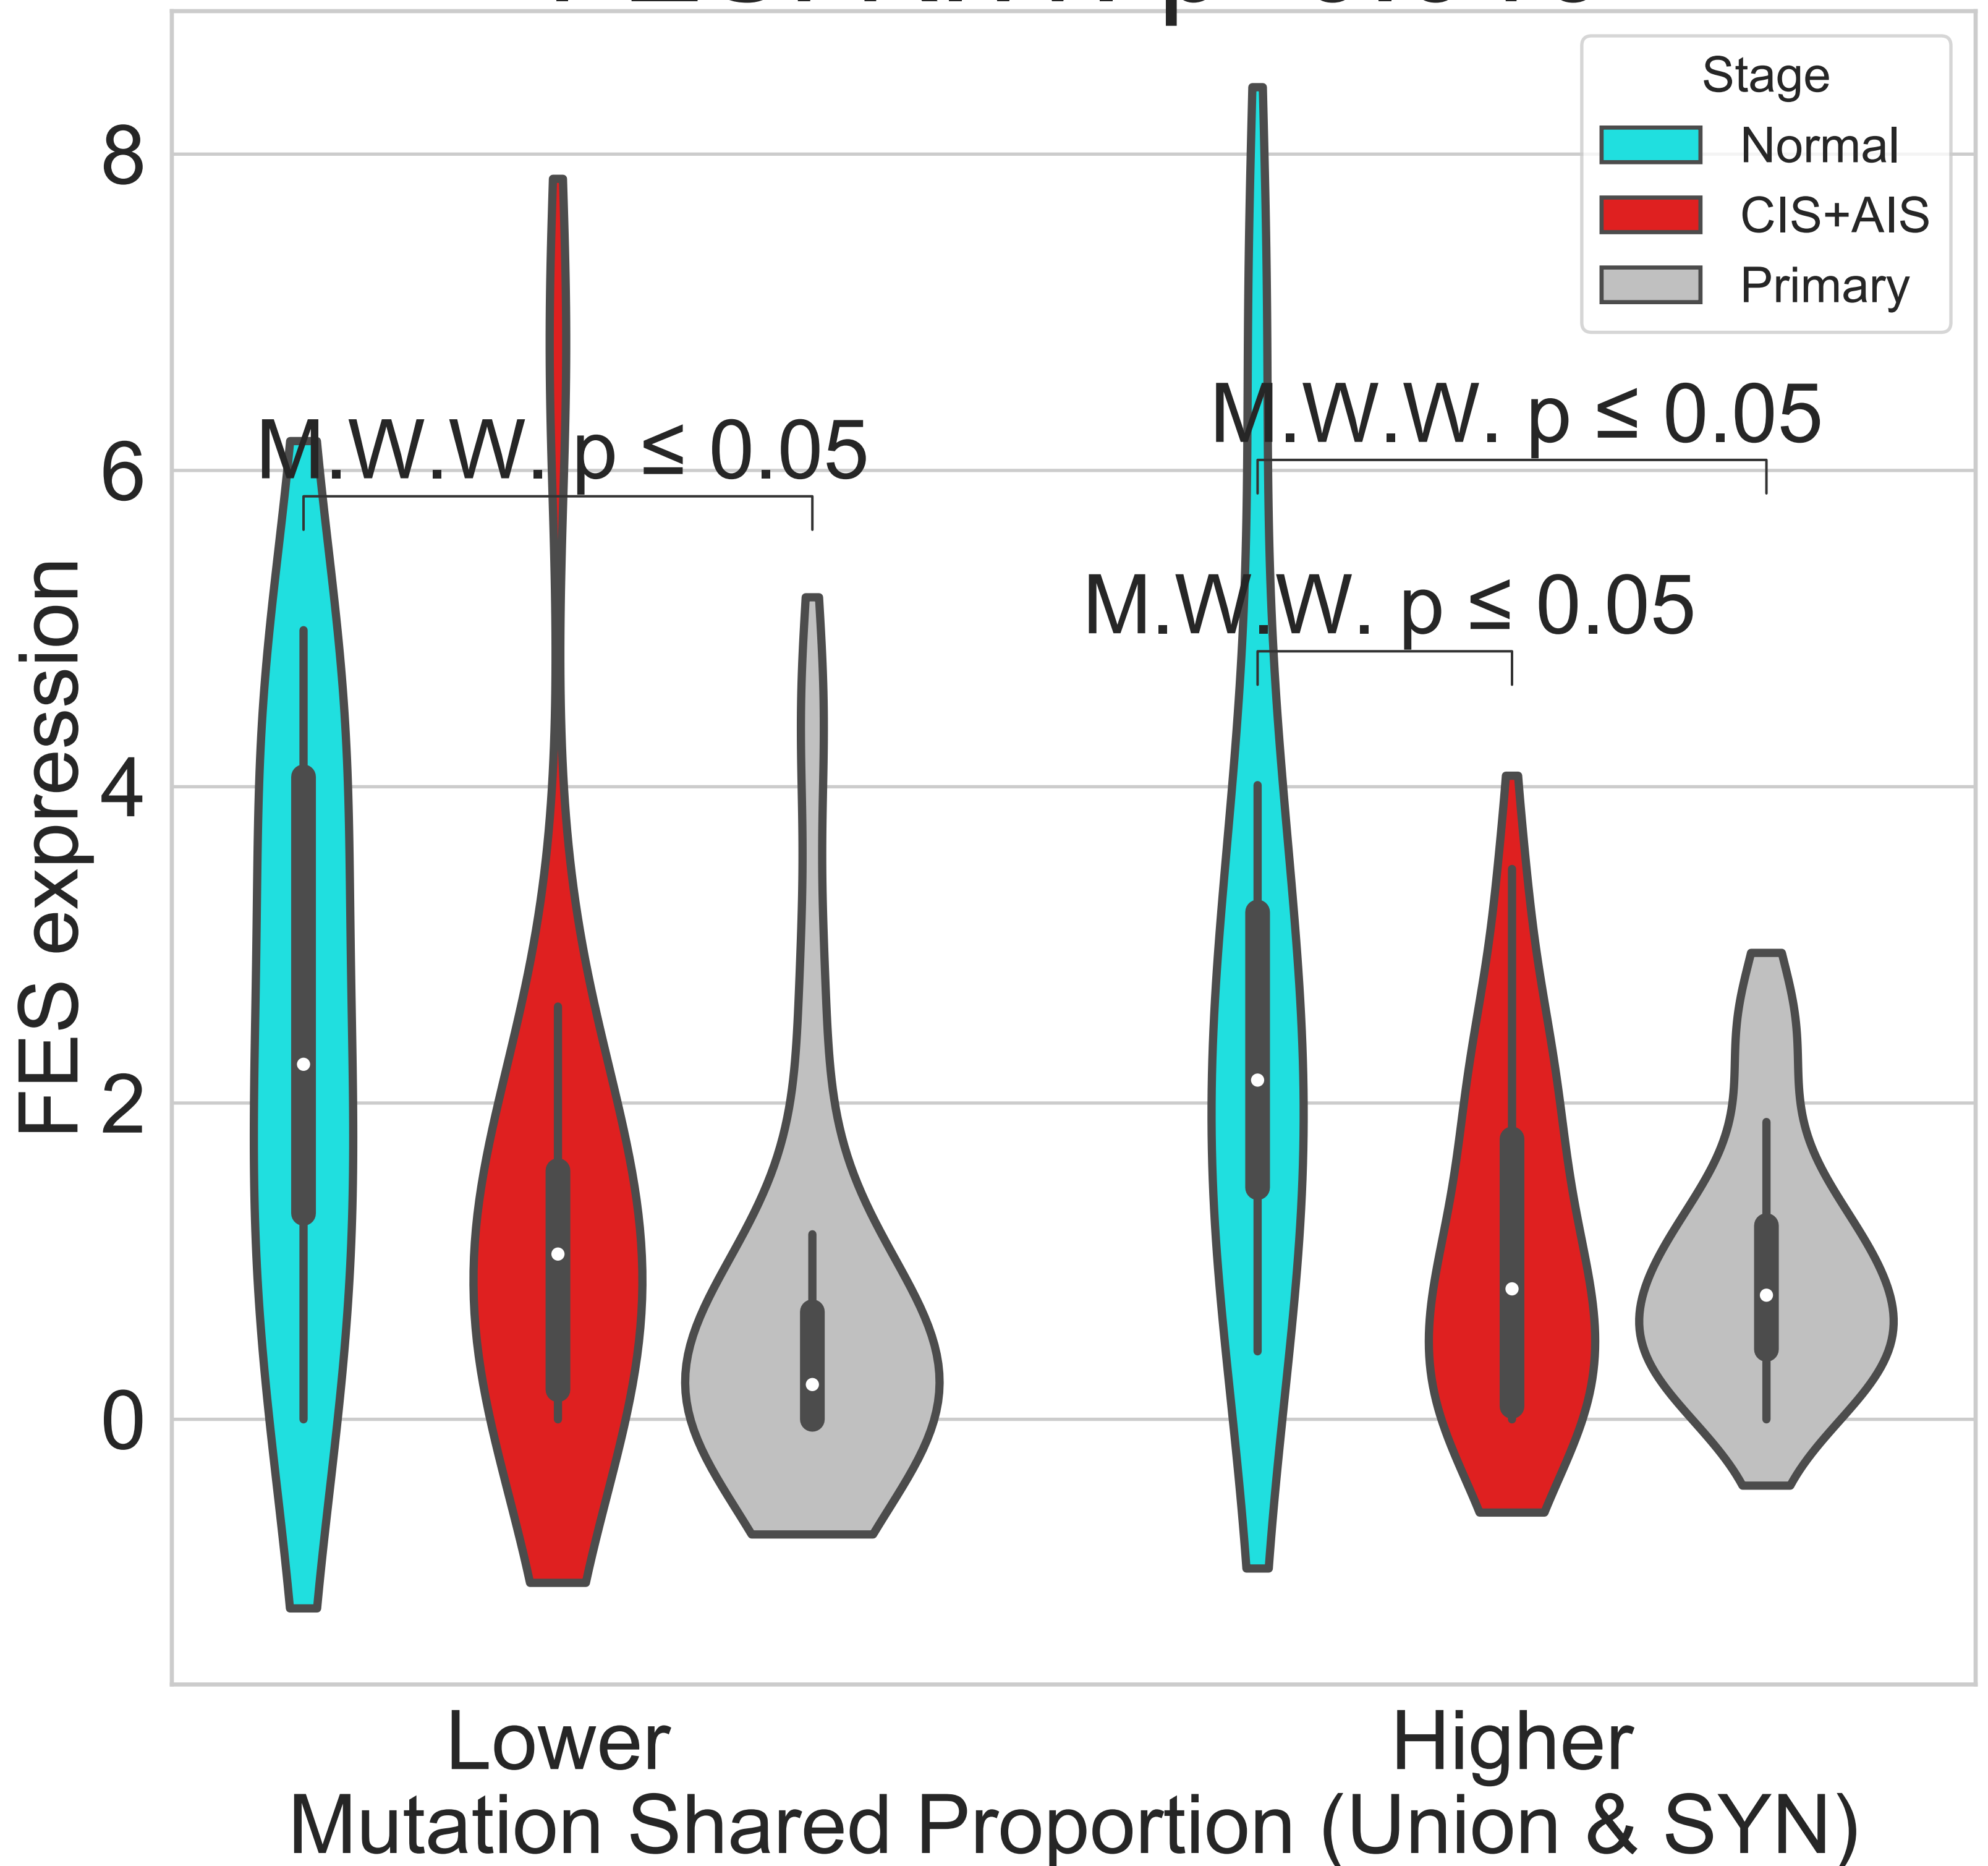 Stage
Normal
CIS+AIS
Primary
8
6
4
2
0
FES expression
M.W.W. p ≤ 0.05
M.W.W. p ≤ 0.05
M.W.W. p ≤ 0.05
Lower
Higher
Mutation Shared Proportion (Union & SYN)